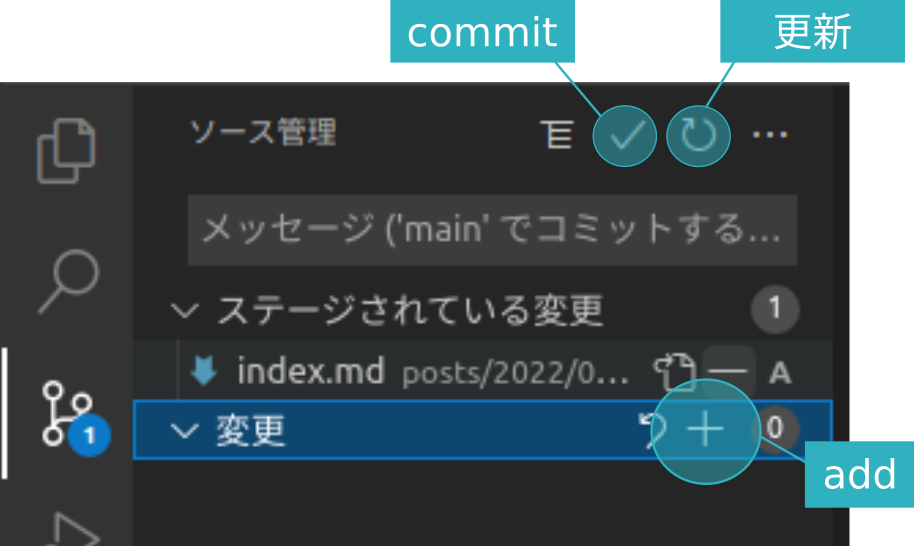 commit
更新
ソース管理
メッセージ ('main' でコミットする...
ステージされている変更
1
index.md posts/2022/0... A
1
変更
0
add